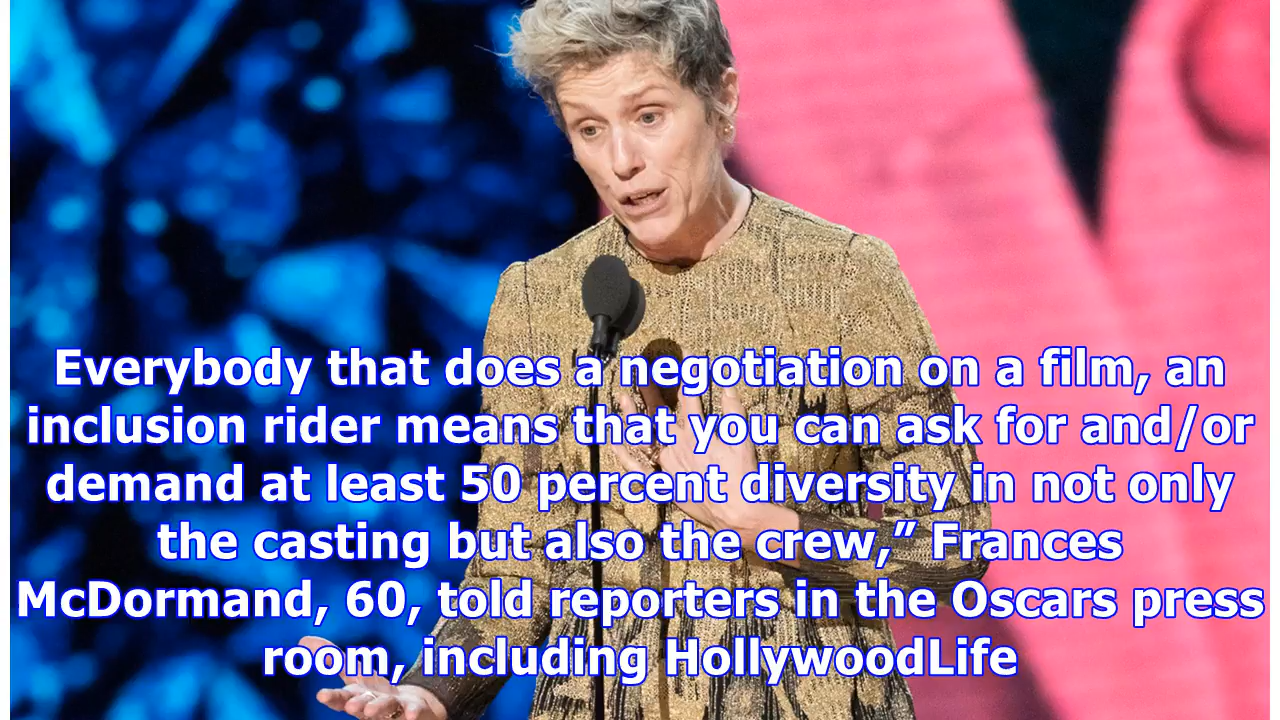 Everybody that does a negotiation on a film, an
inclusion rider means that you can ask for and/or
demand at least 50 percent diversity in not only
the casting but also the crew,” Frances
McDormand, 60, told reporters in the Oscars press
room, including HollywoodLife